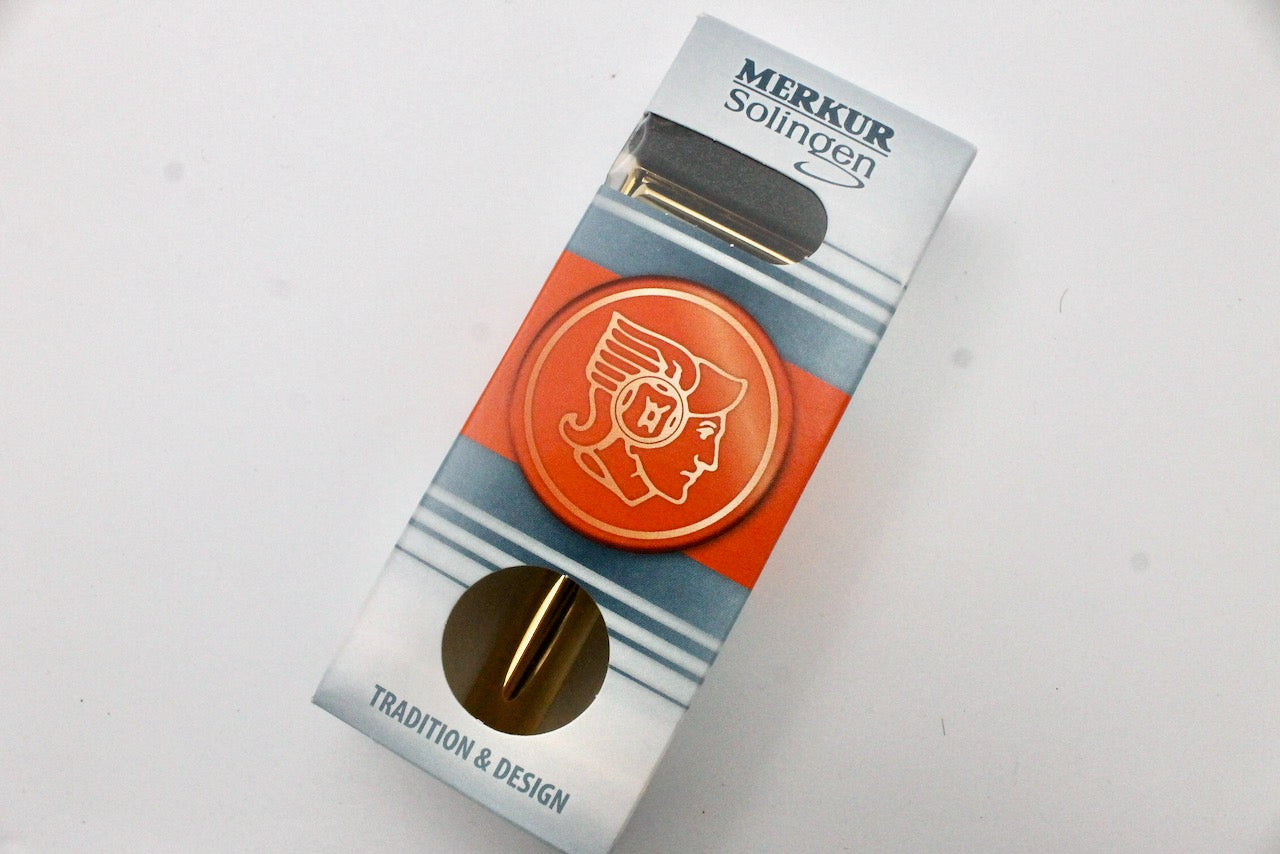 MERKUR
Solingen
TRADITION & DESIGN